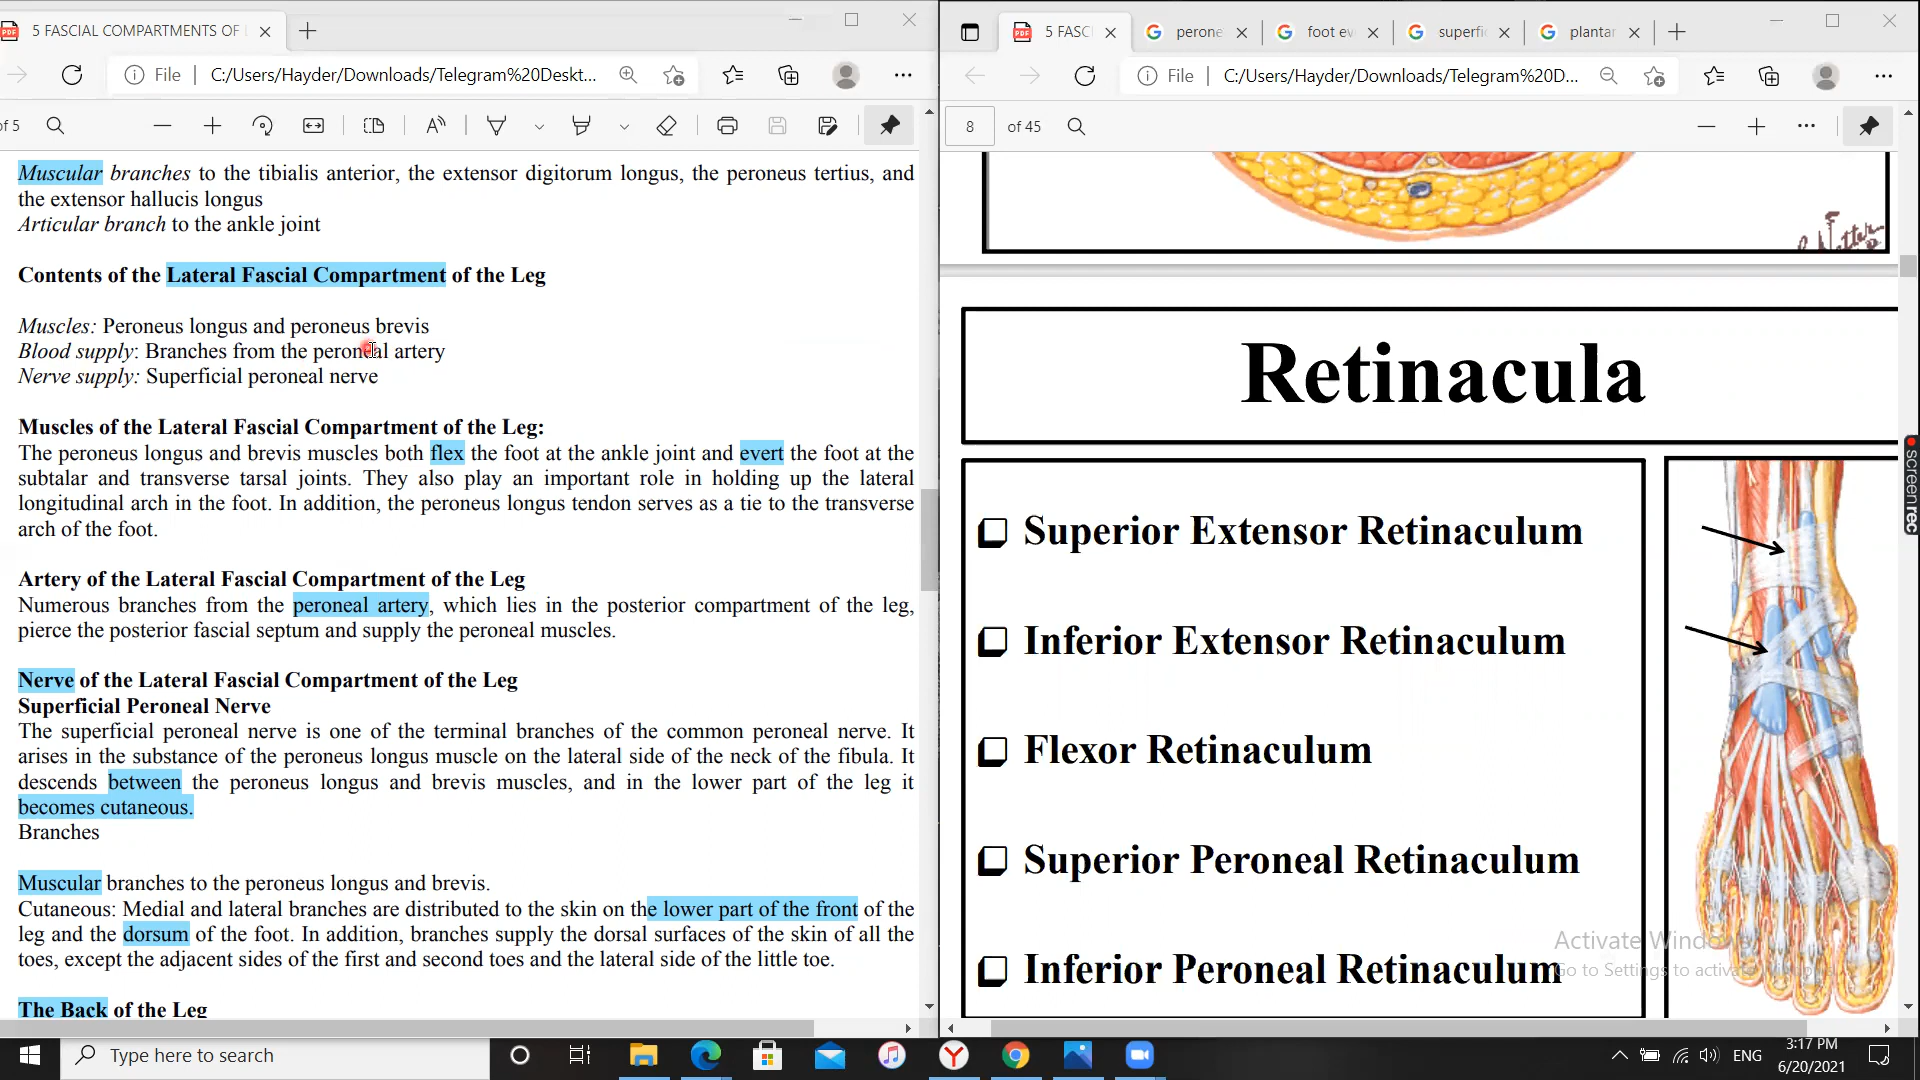 5 FASCIAL COMPARTMENTS OF
File
C:/Users/Hayder/Downloads/Telegram%20Deskt...
of 5
Muscular branches to the tibialis anterior, the extensor digitorum longus, the peroneus tertius, and
the extensor hallucis longus
Articular branch to the ankle joint
Contents of the Lateral Fascial Compartment of the Leg
Muscles: Peroneus longus and peroneus brevis
Blood supply: Branches from the peroneal artery
Nerve supply: Superficial peroneal nerve
Muscles of the Lateral Fascial Compartment of the Leg:
The peroneus longus and brevis muscles both flex the foot at the ankle joint and evert the foot at the
subtalar and transverse tarsal joints. They also play an important role in holding up the lateral
longitudinal arch in the foot. In addition, the peroneus longus tendon serves as a tie to the transverse
arch of the foot.
Artery of the Lateral Fascial Compartment of the Leg
Numerous branches from the peroneal artery, which lies in the posterior compartment of the leg,
pierce the posterior fascial septum and supply the peroneal muscles.
Nerve of the Lateral Fascial Compartment of the Leg
Superficial Peroneal Nerve
The superficial peroneal nerve is one of the terminal branches of the common peroneal nerve. It
arises in the substance of the peroneus longus muscle on the lateral side of the neck of the fibula. It
descends between the peroneus longus and brevis muscles, and in the lower part of the leg it
becomes cutaneous.
Branches
Muscular branches to the peroneus longus and brevis.
Cutaneous: Medial and lateral branches are distributed to the skin on the lower part of the front of the
leg and the dorsum of the foot. In addition, branches supply the dorsal surfaces of the skin of all the
toes, except the adjacent sides of the first and second toes and the lateral side of the little toe.
The Back of the Leg
5 FASC
perone
foot ev
superfi
plantar
File
C:/Users/Hayder/Downloads/Telegram%20D...
8 of 45
Netter
Retinacula
Superior Extensor Retinaculum
Inferior Extensor Retinaculum
Flexor Retinaculum
Superior Peroneal Retinaculum
Inferior Peroneal Retinaculum
Activate Windows
Go to Settings to activate Windows.
screenrec
Type here to search
ENG
3:17 PM
6/20/2021